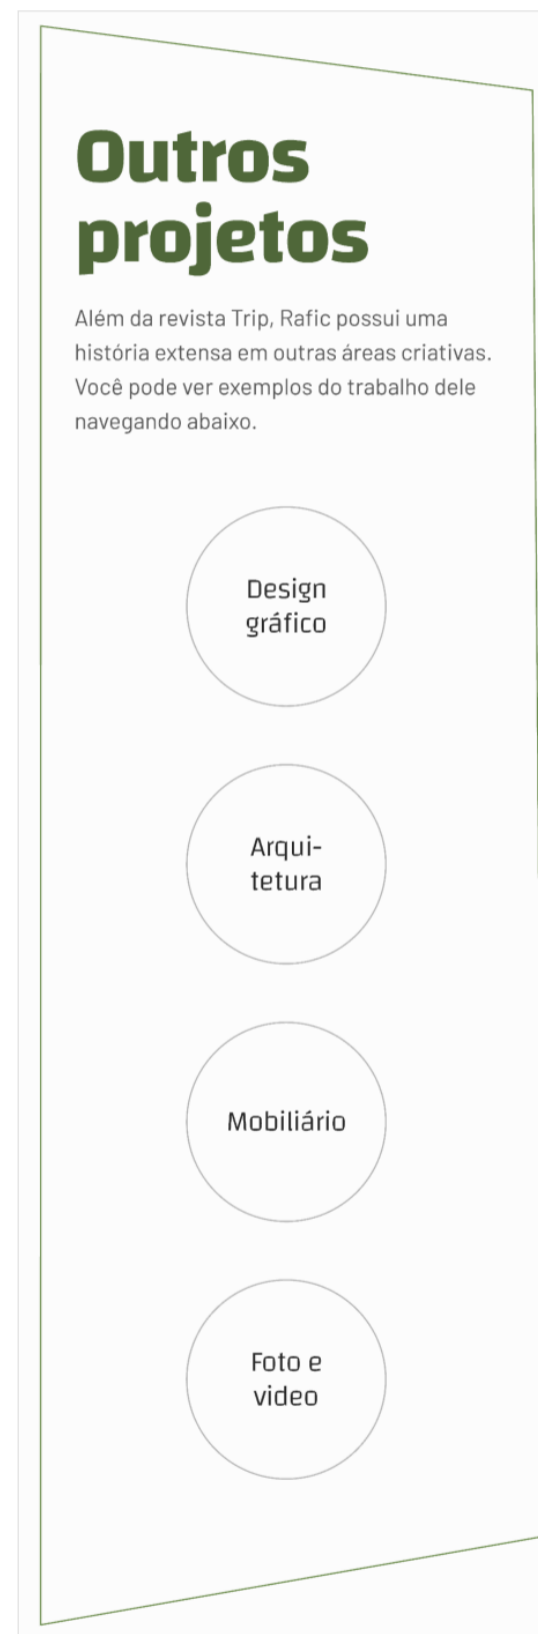 Outros
projetos
Além da revista Trip, Rafic possui uma
história extensa em outras áreas criativas.
Você pode ver exemplos do trabalho dele
navegando abaixo.
Design
gráfico
Arqui-
tetura
Mobiliário
Foto e
video